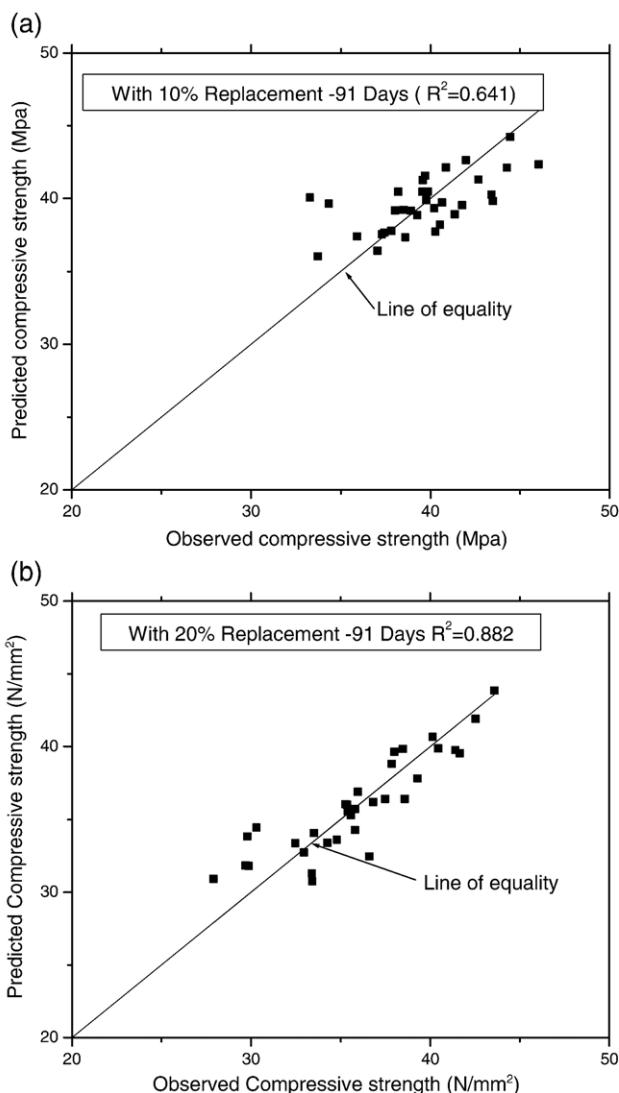 (a)
50
With 10% Replacement -91 Days ( R²=0.641)
40
Predicted compressive strength (Mpa)
Line of equality
30
20
20 30 40 50
Observed compressive strength (Mpa)
(b)
50
With 20% Replacement -91 Days R²=0.882
40
Predicted Compressive strength (N/mm²)
Line of equality
30
20
20 30 40 50
Observed Compressive strength (N/mm²)